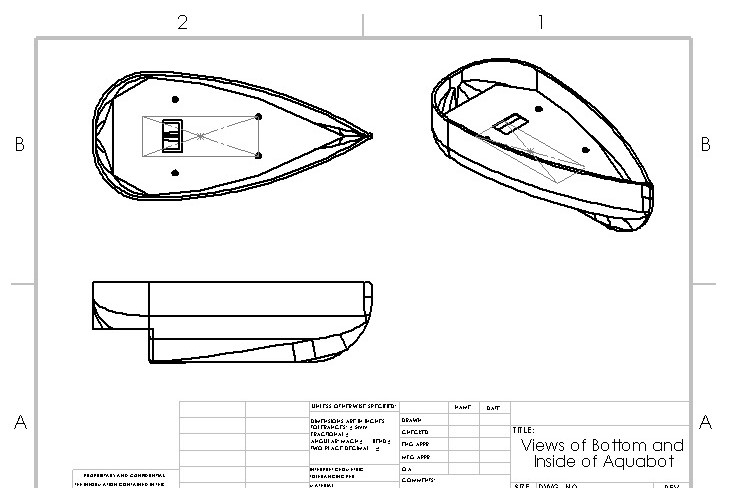 2 1
B B
A A
UNLESS OTHERWISE SPECIFIED:
NAME DATE
DIMENSIONS ARE IN INCHES
TOLERANCES:
FRACTIONAL ±
ANGULAR: MACH ± BEND ±
TWO PLACE DECIMAL ±
DRAWN
CHECKED
ENG APPR.
MFG APPR.
Q.A.
COMMENTS:
INTERPRET GEOMETRIC
TOLERANCING PER:
MATERIAL
TITLE:
Views of Bottom and
Inside of Aquabot
SIZE DWG. NO. REV
PROPRIETARY AND CONFIDENTIAL
THE INFORMATION CONTAINED IN THIS